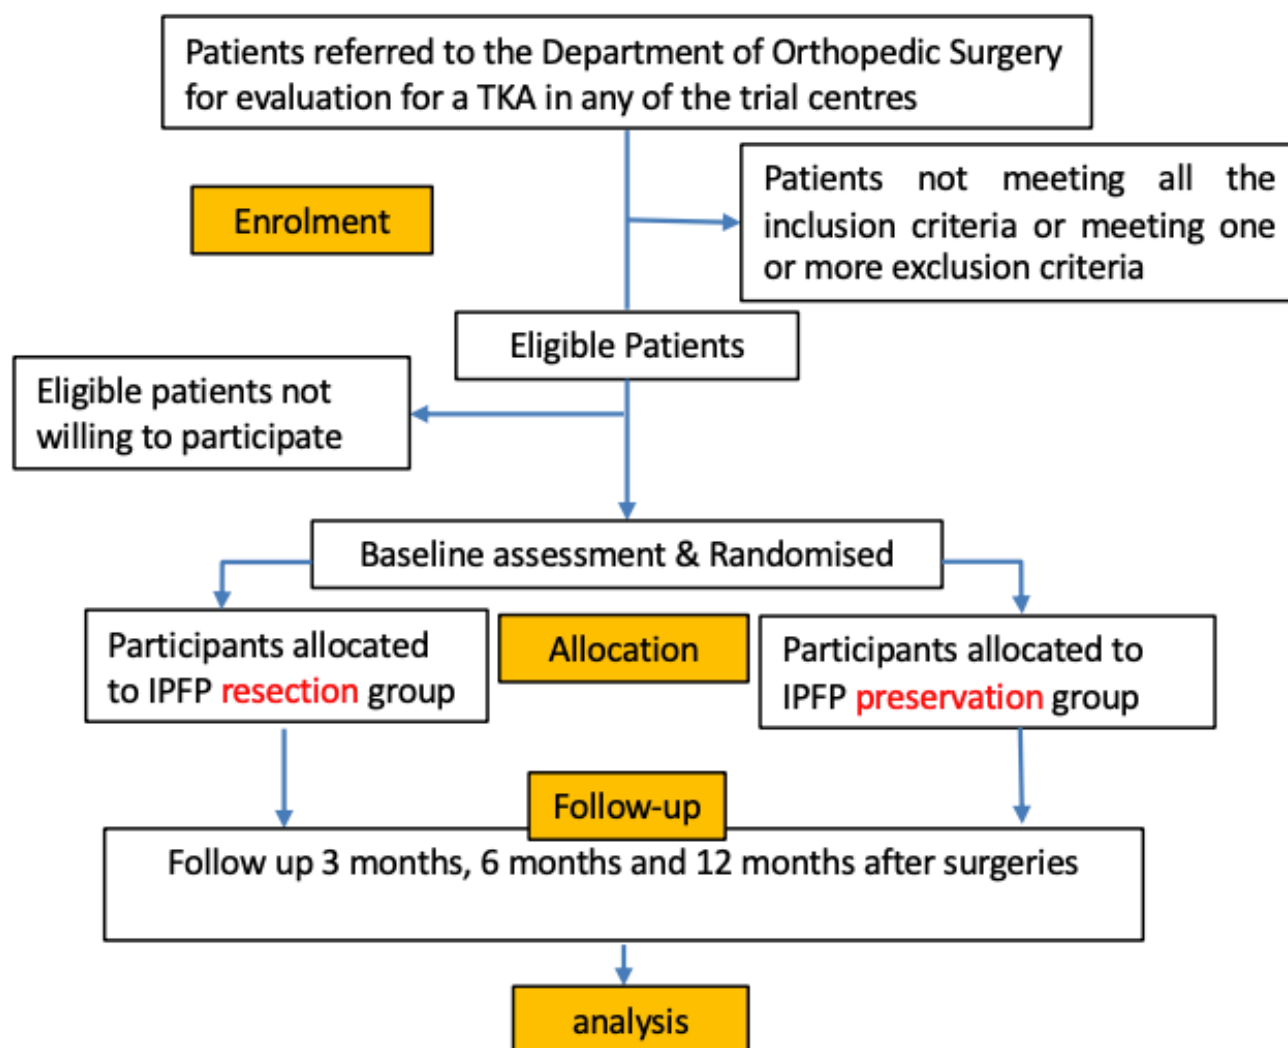 Patients referred to the Department of Orthopedic Surgery
for evaluation for a TKA in any of the trial centres
Enrolment
Patients not meeting all the
inclusion criteria or meeting one
or more exclusion criteria
Eligible Patients
Eligible patients not
willing to participate
Baseline assessment & Randomised
Participants allocated
to IPFP resection group
Allocation
Participants allocated to
IPFP preservation group
Follow-up
Follow up 3 months, 6 months and 12 months after surgeries
analysis